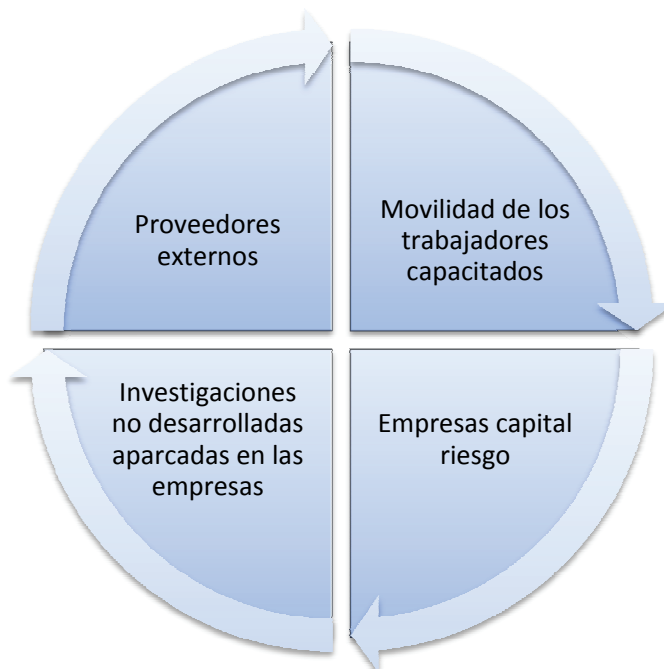 Proveedores
externos
Movilidad de los
trabajadores
capacitados
Investigaciones
no desarrolladas
aparcadas en las
empresas
Empresas capital
riesgo